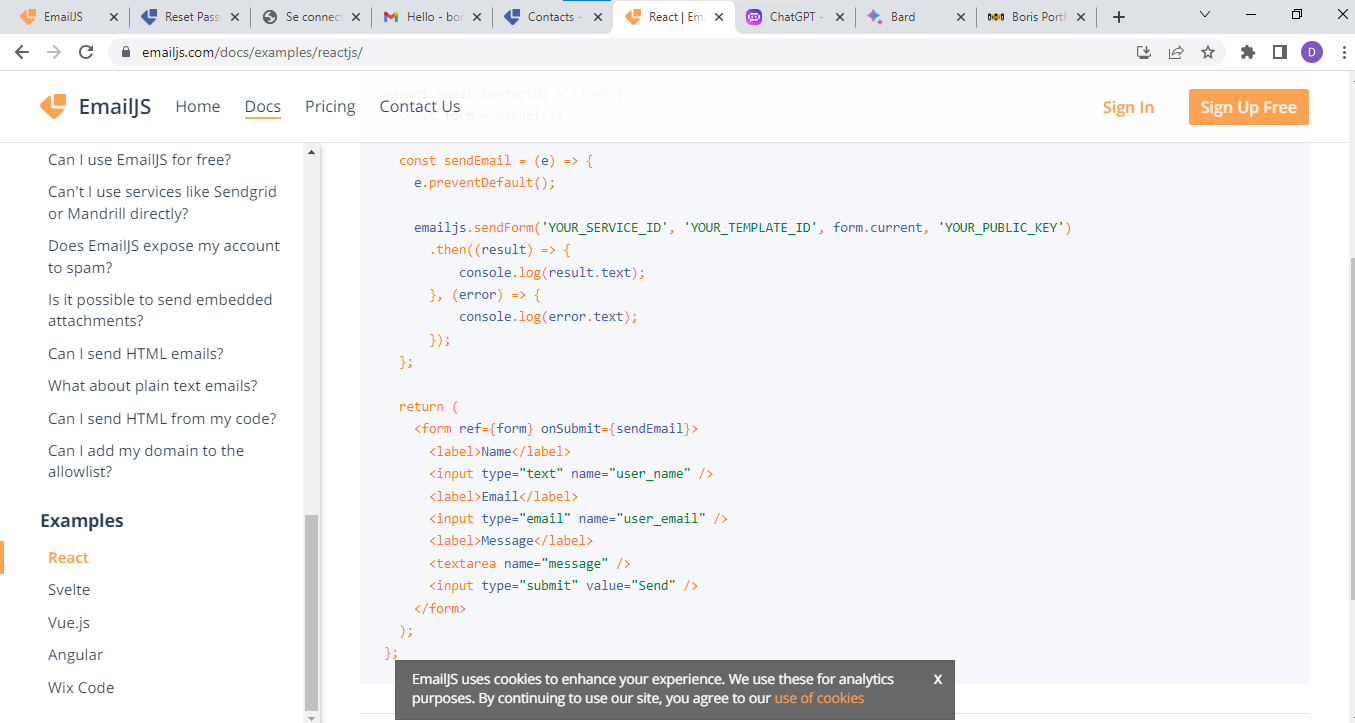 EmailJS
Reset Pass
Se connect
Hello - bo
Contacts -
React | Em
ChatGPT -
Bard
Boris Portf
emailjs.com/docs/examples/reactjs/
D
EmailJS
Home
Docs
Pricing
Contact Us
Sign In
Sign Up Free
export const ContactUs = () => {
const form = useRef();
Can I use EmailJS for free?
Can't I use services like Sendgrid
or Mandrill directly?
Does EmailJS expose my account
to spam?
Is it possible to send embedded
attachments?
Can I send HTML emails?
What about plain text emails?
Can I send HTML from my code?
Can I add my domain to the
allowlist?
Examples
React
Svelte
Vue.js
Angular
Wix Code
const sendEmail = (e) => {
e.preventDefault();
emailjs.sendForm('YOUR_SERVICE_ID', 'YOUR_TEMPLATE_ID', form.current, 'YOUR_PUBLIC_KEY')
.then((result) => {
console.log(result.text);
}, (error) => {
console.log(error.text);
});
};
return (
<form ref={form} onSubmit={sendEmail}>
<label>Name</label>
<input type="text" name="user_name" />
<label>Email</label>
<input type="email" name="user_email" />
<label>Message</label>
<textarea name="message" />
<input type="submit" value="Send" />
</form>
);
};
EmailJS uses cookies to enhance your experience. We use these for analytics
purposes. By continuing to use our site, you agree to our use of cookies
X